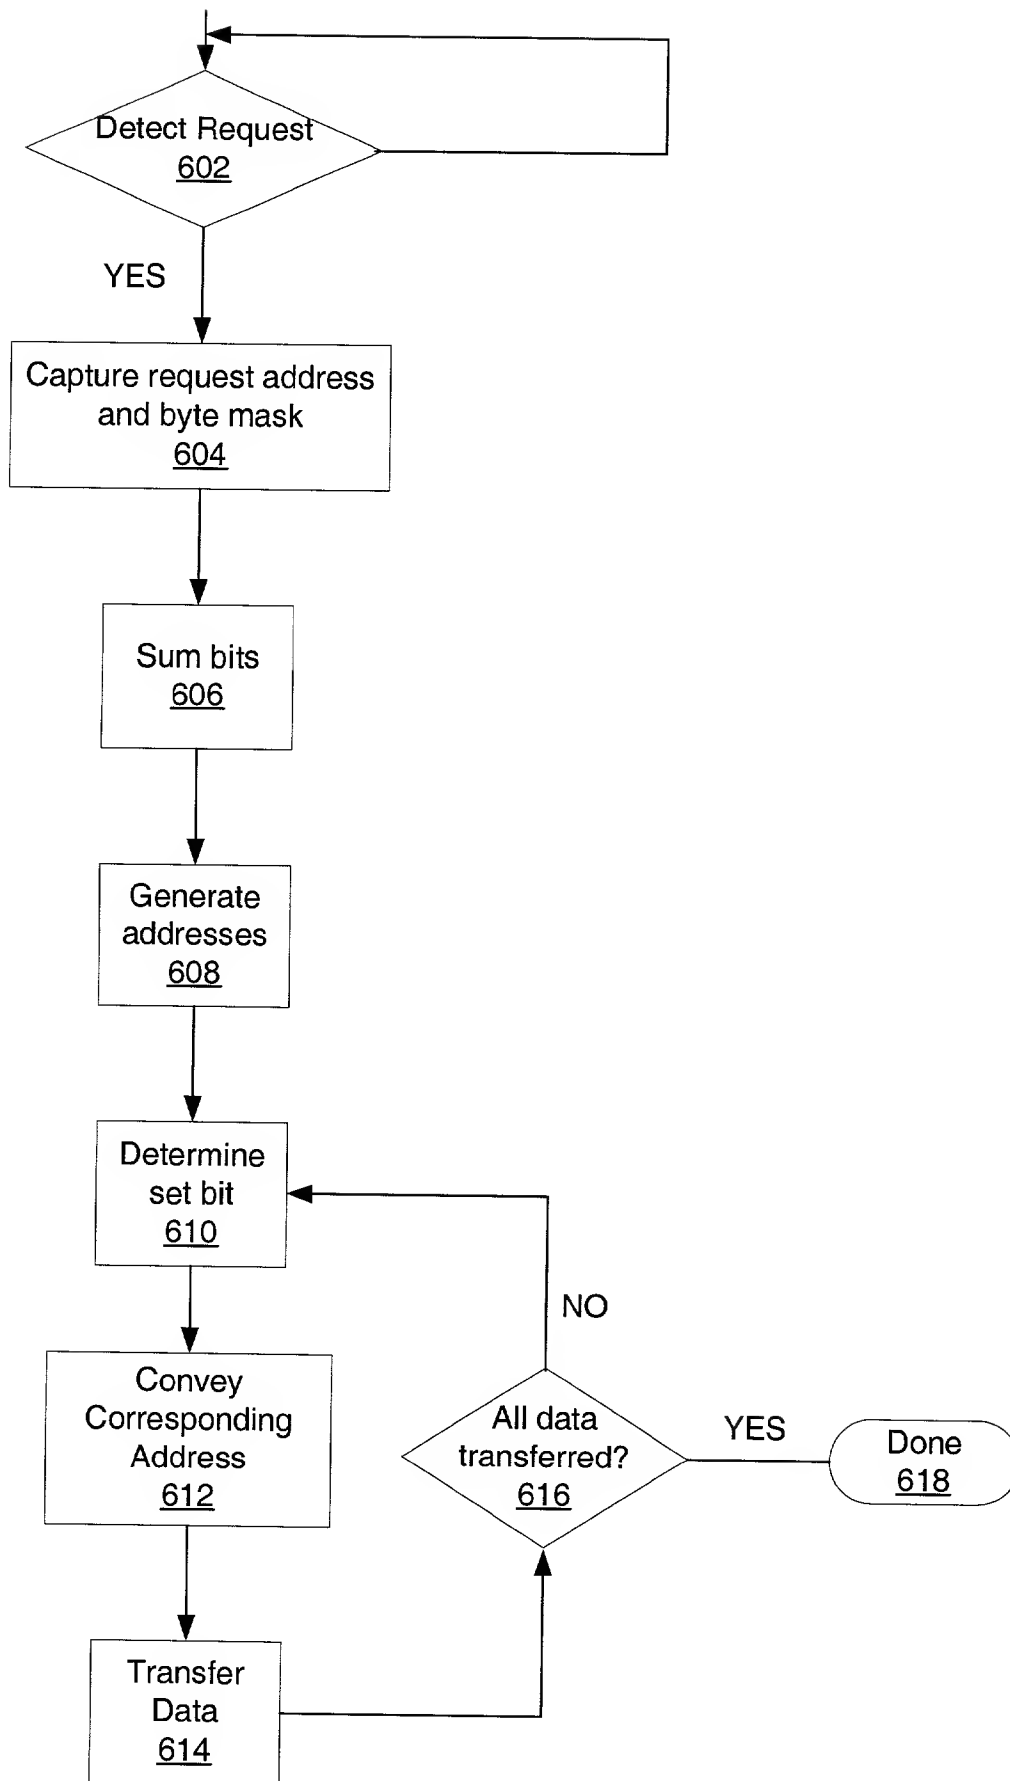 Detect Request
602
YES
Capture request address
and byte mask
604
Sum bits
606
Generate
addresses
608
Determine
set bit
610
NO
Convey
Corresponding
Address
612
All data
transferred?
616
YES
Done
618
Transfer
Data
614